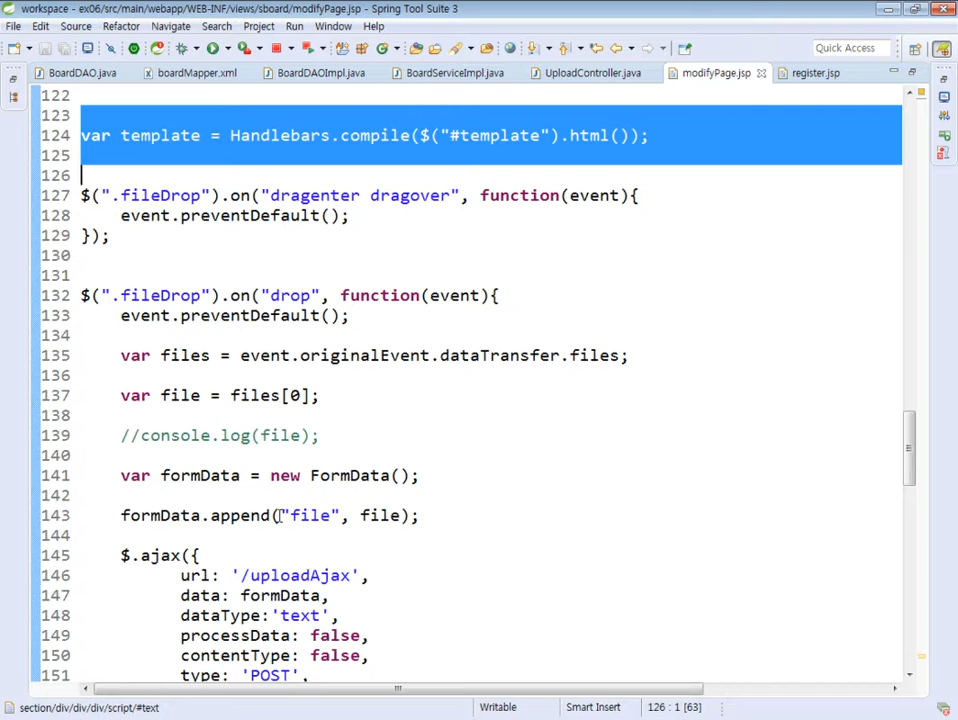 workspace - ex06/src/main/webapp/WEB-INF/views/sboard/modifyPage.jsp - Spring Tool Suite 3
File Edit Source Refactor Navigate Search Project Run Window Help
Quick Access
BoardDAO.java boardMapper.xml BoardDAOImpl.java BoardServiceImpl.java UploadController.java modifyPage.jsp register.jsp
122
123
124 var template = Handlebars.compile($("#template").html());
125
126
127 $(".fileDrop").on("dragenter dragover", function(event){
128 event.preventDefault();
129 });
130
131
132 $(".fileDrop").on("drop", function(event){
133 event.preventDefault();
134
135 var files = event.originalEvent.dataTransfer.files;
136
137 var file = files[0];
138
139 //console.log(file);
140
141 var formData = new FormData();
142
143 formData.append("file", file);
144
145 $.ajax({
146 url: '/uploadAjax',
147 data: formData,
148 dataType:'text',
149 processData: false,
150 contentType: false,
151 type: 'POST',
section/div/div/div/script/#text Writable Smart Insert 126 : 1 [63]